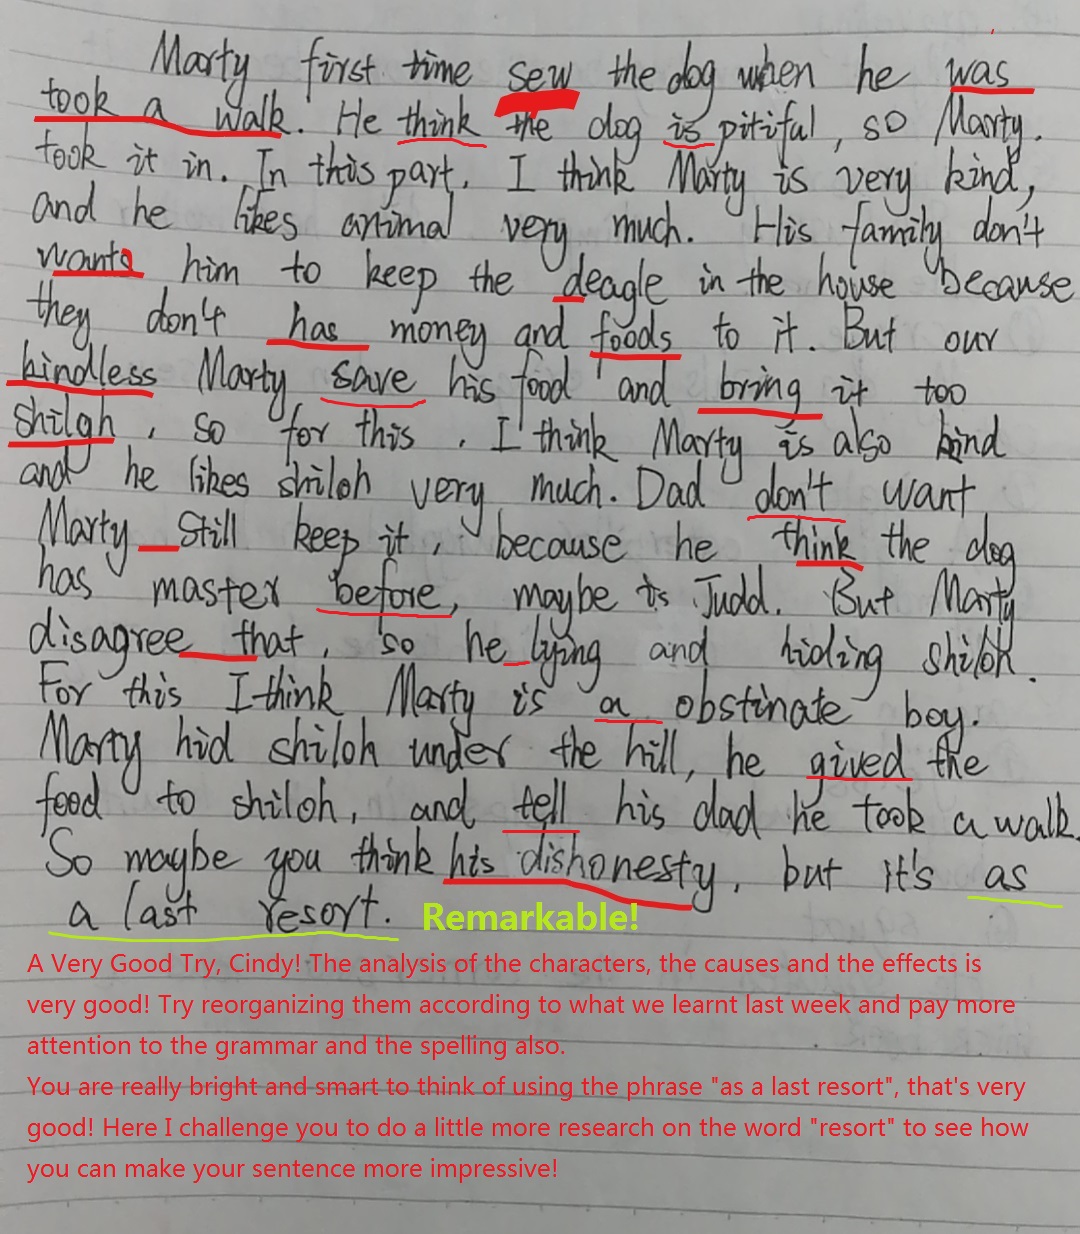 Marty first time sew the dog when he was
took a walk. He think the dog is pitiful, so Marty.
took it in. In this part, I think Marty is very kind,
and he likes animal very much. His family don't
wants him to keep the deagle in the house because
they don't has money and foods to it. But our
kindless Marty save his food and bring it too
shilgh, so for this, I think Marty is also kind
and he likes shiloh very much. Dad don't want
Marty Still keep it, because he think the dog
has master before, maybe is Judd. But Marty
disagree that, so he lying and hiding shiloh.
For this I think Marty is a obstinate boy.
Marty hid shiloh under the hill, he gived the
food to shiloh, and tell his dad he took a walk.
So maybe you think his dishonesty, but it's as
a last resort. Remarkable!
A Very Good Try, Cindy! The analysis of the characters, the causes and the effects is
very good! Try reorganizing them according to what we learnt last week and pay more
attention to the grammar and the spelling also.
You are really bright and smart to think of using the phrase "as a last resort", that's very
good! Here I challenge you to do a little more research on the word "resort" to see how
you can make your sentence more impressive!